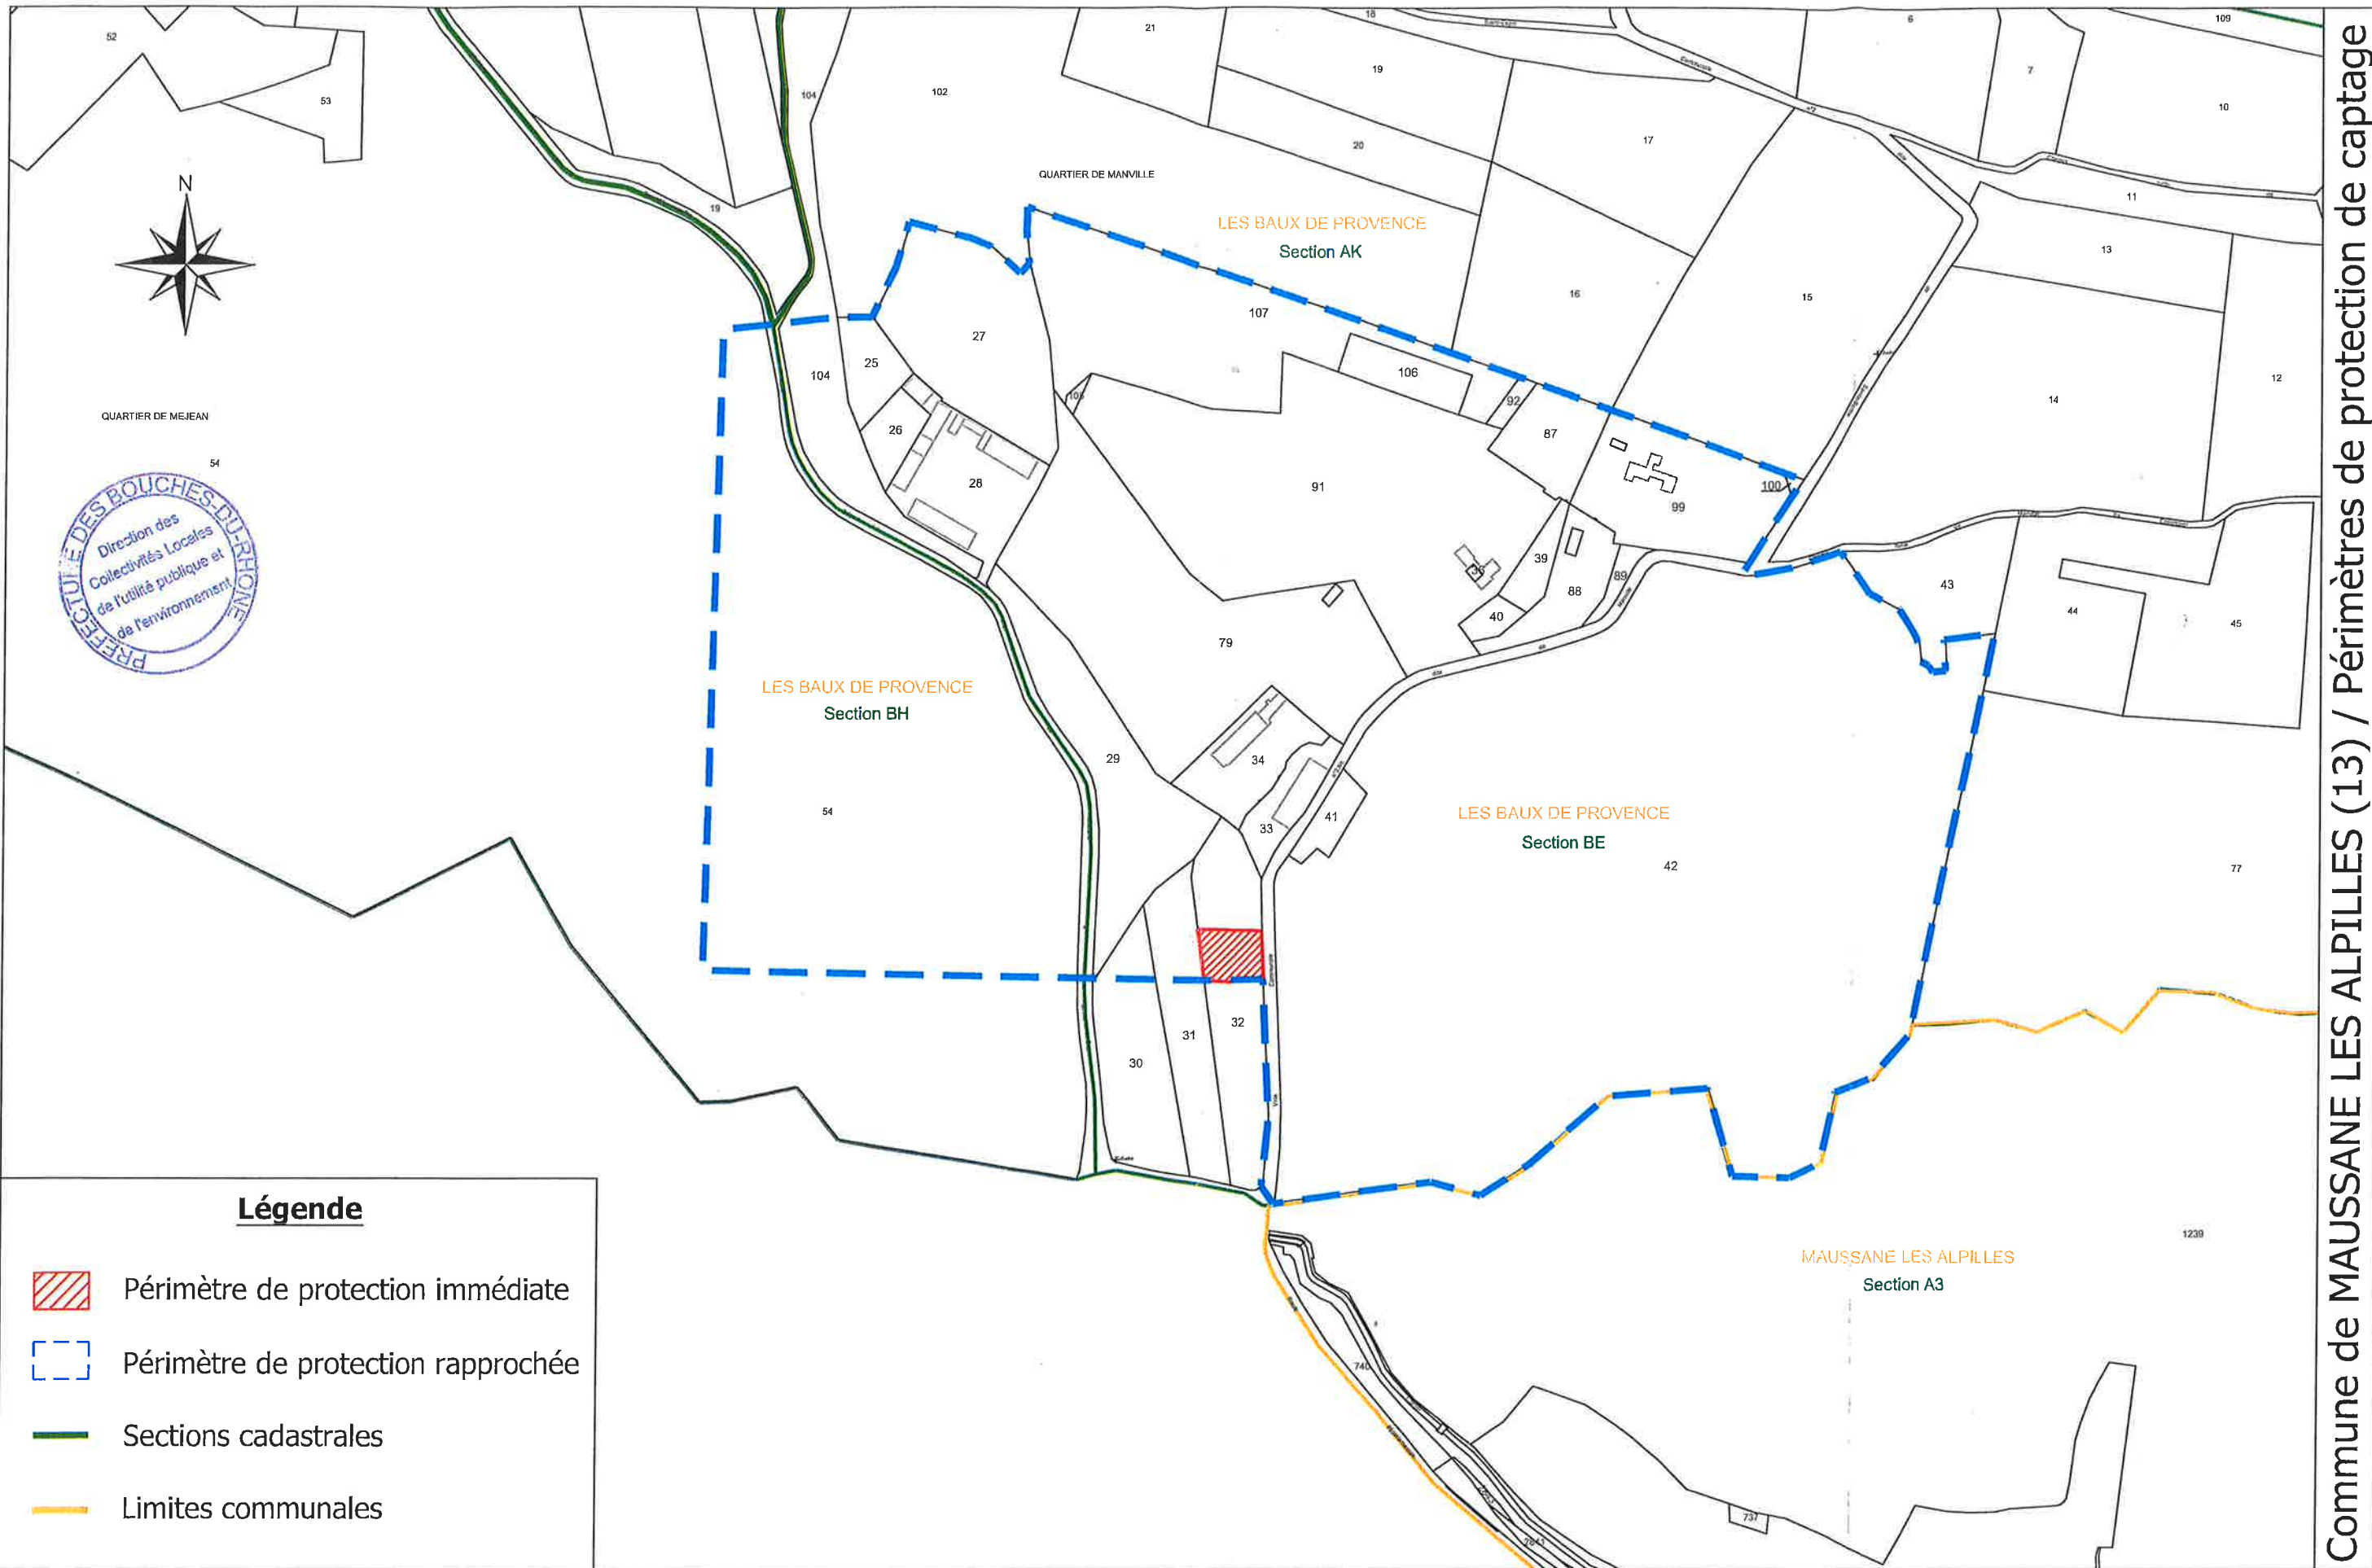 52
53
N
104
102
21
18
19
20
17
6
7
109
10
11
13
12
14
15
16
QUARTIER DE MANVILLE
LES BAUX DE PROVENCE
Section AK
19
107
27
25
104
26
28
106
92
87
91
100
99
39
88
89
40
43
44
45
QUARTIER DE MEJEAN
54
PREFECTURE DES BOUCHES-DU-RHONE
Direction des
Collectivités Locales
de l'utilité publique et
de l'environnement
79
LES BAUX DE PROVENCE
Section BH
29
34
33
41
54
LES BAUX DE PROVENCE
Section BE
42
77
Communale
32
31
30
Voie
MAUSSANE LES ALPILLES
Section A3
1239
740
737
Légende
Périmètre de protection immédiate
Périmètre de protection rapprochée
Sections cadastrales
Limites communales
Commune de MAUSSANE LES ALPILLES (13) / Périmètres de protection de captage